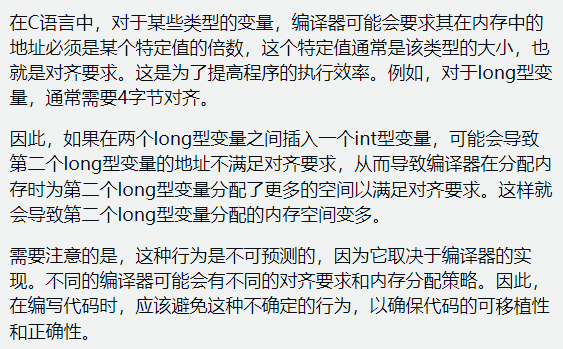 在C语言中，对于某些类型的变量，编译器可能会要求其在内存中的
地址必须是某个特定值的倍数，这个特定值通常是该类型的大小，也
就是对齐要求。这是为了提高程序的执行效率。例如，对于long型变
量，通常需要4字节对齐。
因此，如果在两个long型变量之间插入一个int型变量，可能会导致
第二个long型变量的地址不满足对齐要求，从而导致编译器在分配内
存时为第二个long型变量分配了更多的空间以满足对齐要求。这样就
会导致第二个long型变量分配的内存空间变多。
需要注意的是，这种行为是不可预测的，因为它取决于编译器的实
现。不同的编译器可能会有不同的对齐要求和内存分配策略。因此，
在编写代码时，应该避免这种不确定的行为，以确保代码的可移植性
和正确性。